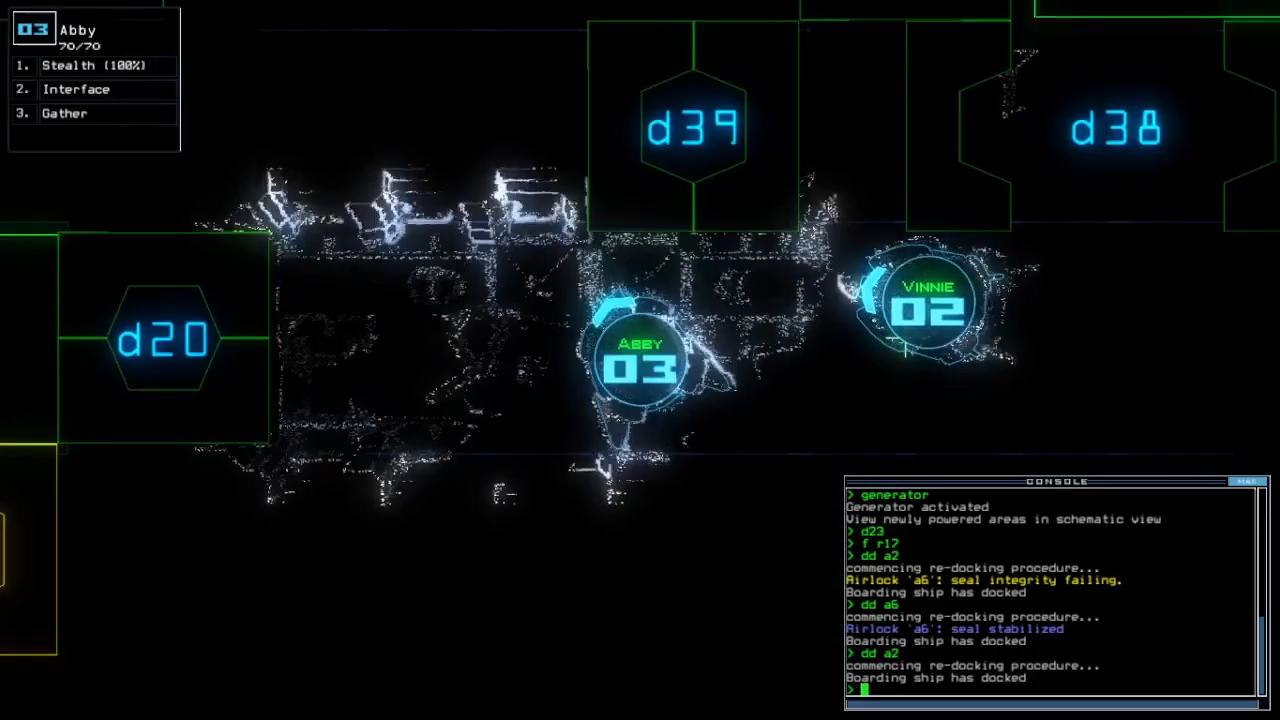 03 Abby
70/70
1. Stealth (100%)
2. Interface
3. Gather
d39
d38
d20
VINNIE
02
ABBY
03
CONSOLE
> generator
Generator activated
View newly powered areas in schematic view
> d23
> f r17
> dd a2
commencing re-docking procedure...
Airlock 'a6': seal integrity failing.
Boarding ship has docked
> dd a6
commencing re-docking procedure...
Airlock 'a6': seal stabilized
Boarding ship has docked
> dd a2
commencing re-docking procedure...
Boarding ship has docked
>